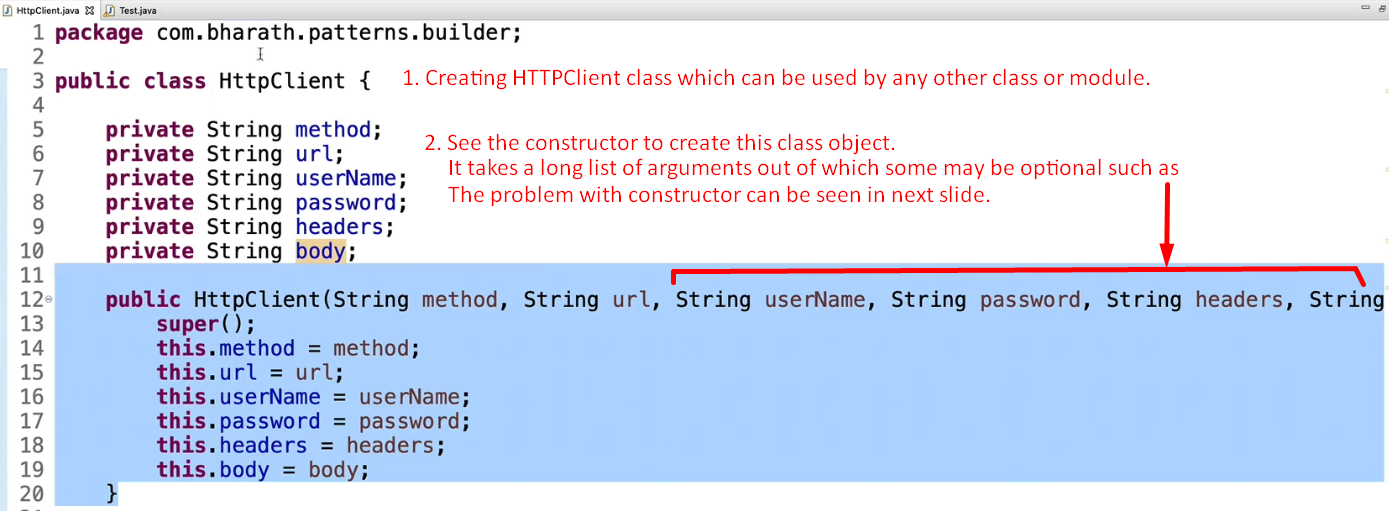 HttpClient.java Test.java
1 package com.bharath.patterns.builder;
2
3 public class HttpClient { 1. Creating HTTPClient class which can be used by any other class or module.
4
5 private String method; 2. See the constructor to create this class object.
6 private String url; It takes a long list of arguments out of which some may be optional such as
7 private String userName;
8 private String password; The problem with constructor can be seen in next slide.
9 private String headers;
10 private String body;
11
12 public HttpClient(String method, String url, String userName, String password, String headers, String
13 super();
14 this.method = method;
15 this.url = url;
16 this.userName = userName;
17 this.password = password;
18 this.headers = headers;
19 this.body = body;
20 }